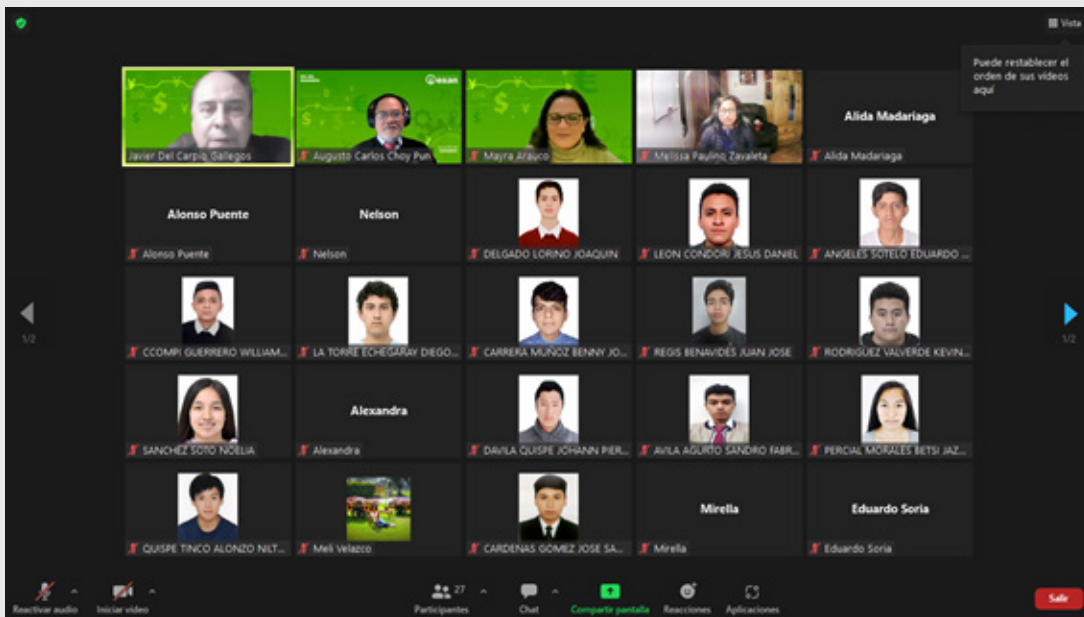 Vista
Puede restablecer el
orden de sus vídeos
aquí
esan
Javier Del Carpio Gallegos
Augusto Carlos Choy Pun
Mayra Arauco
Melissa Paulino Zavaleta
Alida Madariaga
Alida Madariaga
Alonso Puente
Alonso Puente
Nelson
Nelson
DELGADO LORINO JOAQUIN
LEON CONDORI JESUS DANIEL
ANGELES SOTELO EDUARDO ...
CCOMPI GUERRERO WILLIAM...
LA TORRE ECHEGARAY DIEGO...
CARRERA MUÑOZ BENNY JO...
REGIS BENAVIDES JUAN JOSE
RODRIGUEZ VALVERDE KEVIN...
1/2
1/2
SANCHEZ SOTO NOELIA
Alexandra
Alexandra
DAVILA QUISPE JOHANN PIER...
AVILA AGURTO SANDRO FABR...
PERCIAL MORALES BETSI JAZ...
QUISPE TINCO ALONZO NILT...
Meli Velazco
CARDENAS GOMEZ JOSE SA...
Mirella
Mirella
Eduardo Soria
Eduardo Soria
Reactivar audio
Iniciar video
27
Participantes
Chat
Compartir pantalla
Reacciones
Aplicaciones
Salir